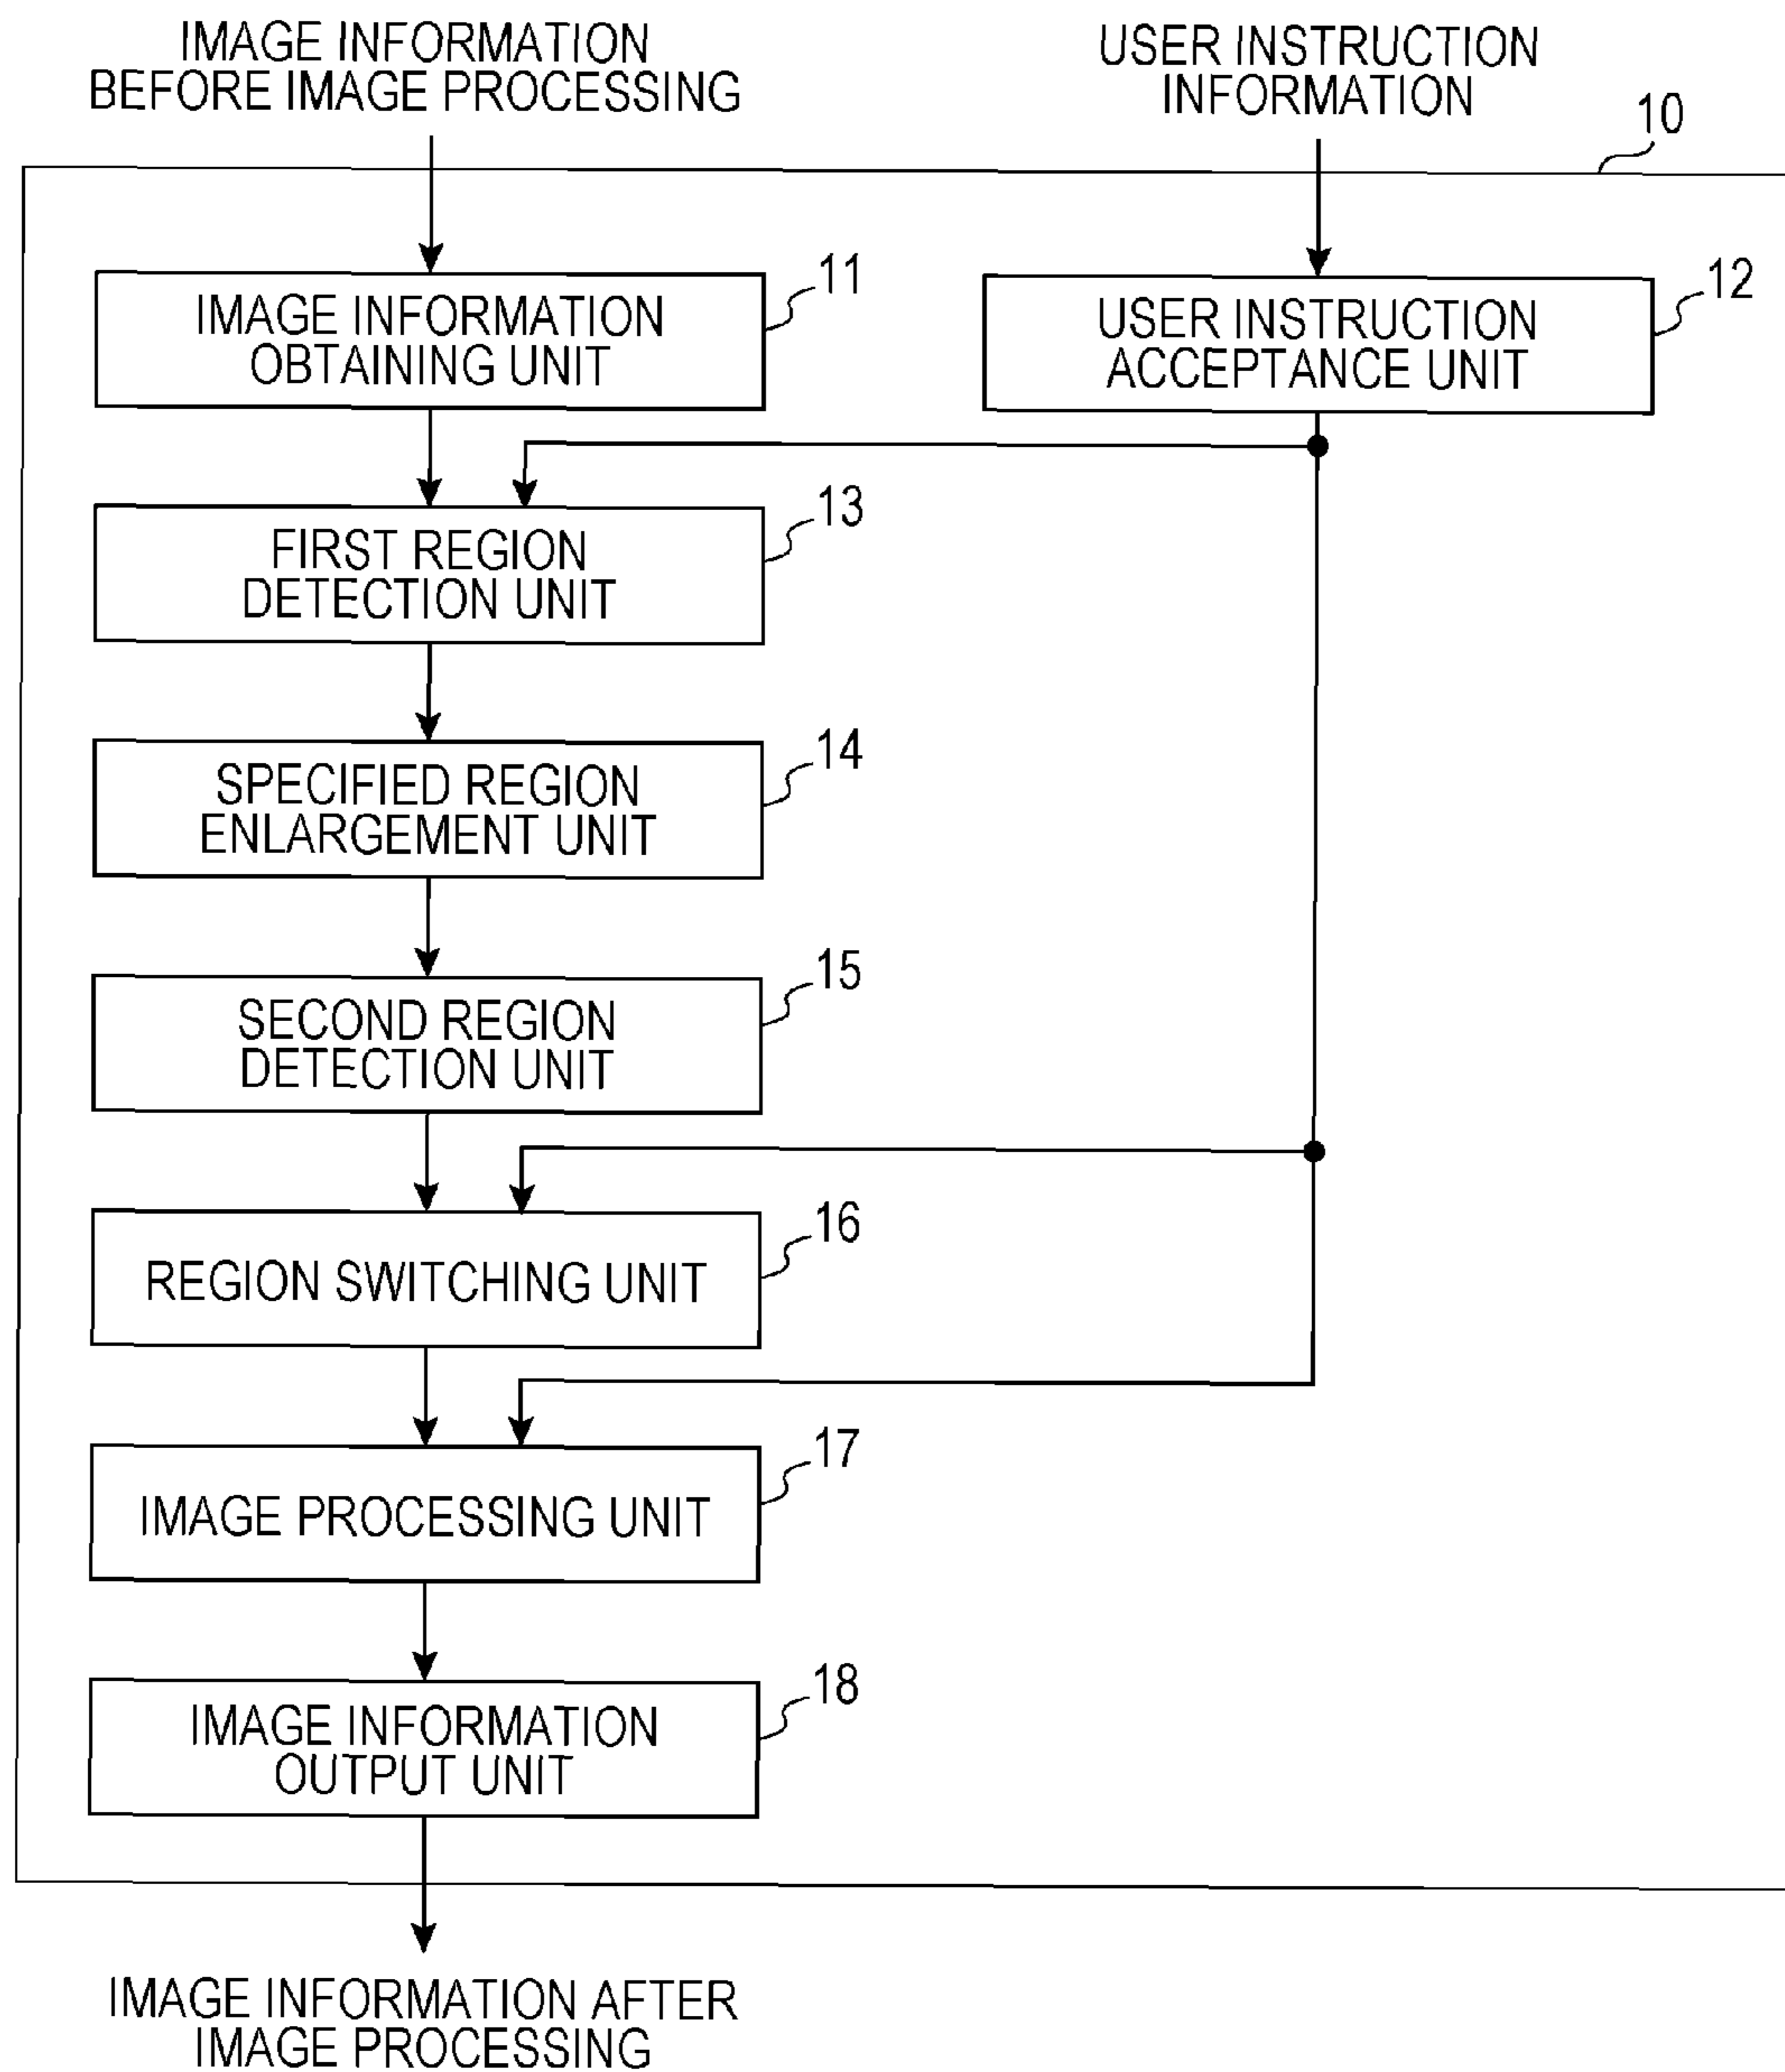 IMAGE INFORMATION
BEFORE IMAGE PROCESSING
USER INSTRUCTION
INFORMATION
10
IMAGE INFORMATION
OBTAINING UNIT
11
USER INSTRUCTION
ACCEPTANCE UNIT
12
FIRST REGION
DETECTION UNIT
13
SPECIFIED REGION
ENLARGEMENT UNIT
14
SECOND REGION
DETECTION UNIT
15
REGION SWITCHING UNIT
16
IMAGE PROCESSING UNIT
17
IMAGE INFORMATION
OUTPUT UNIT
18
IMAGE INFORMATION AFTER
IMAGE PROCESSING